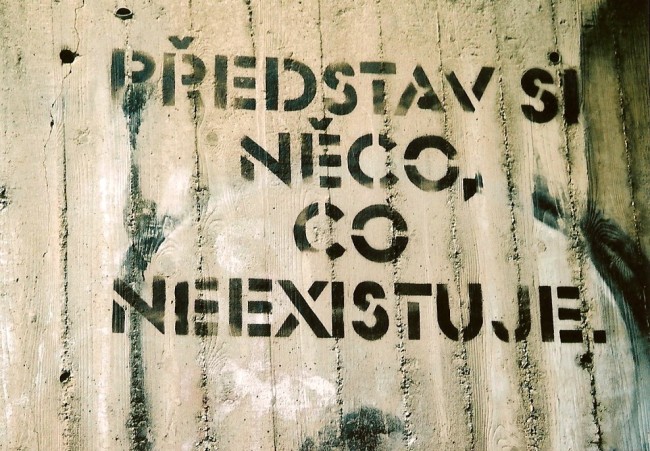 PŘEDSTAV SI
NĚCO,
CO
NEEXISTUJE.